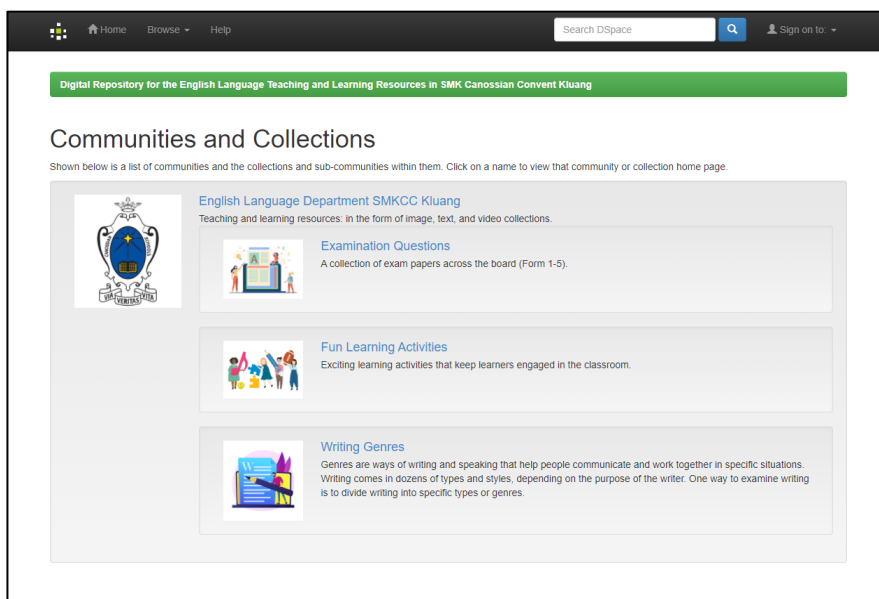 Home Browse Help Search DSpace Sign on to:
Digital Repository for the English Language Teaching and Learning Resources in SMK Canossian Convent Kluang
Communities and Collections
Shown below is a list of communities and the collections and sub-communities within them. Click on a name to view that community or collection home page.
English Language Department SMKCC Kluang
Teaching and learning resources: in the form of image, text, and video collections.
VIA VERITAS VITA
Examination Questions
A collection of exam papers across the board (Form 1-5).
Fun Learning Activities
Exciting learning activities that keep learners engaged in the classroom.
Writing Genres
Genres are ways of writing and speaking that help people communicate and work together in specific situations.
Writing comes in dozens of types and styles, depending on the purpose of the writer. One way to examine writing
is to divide writing into specific types or genres.